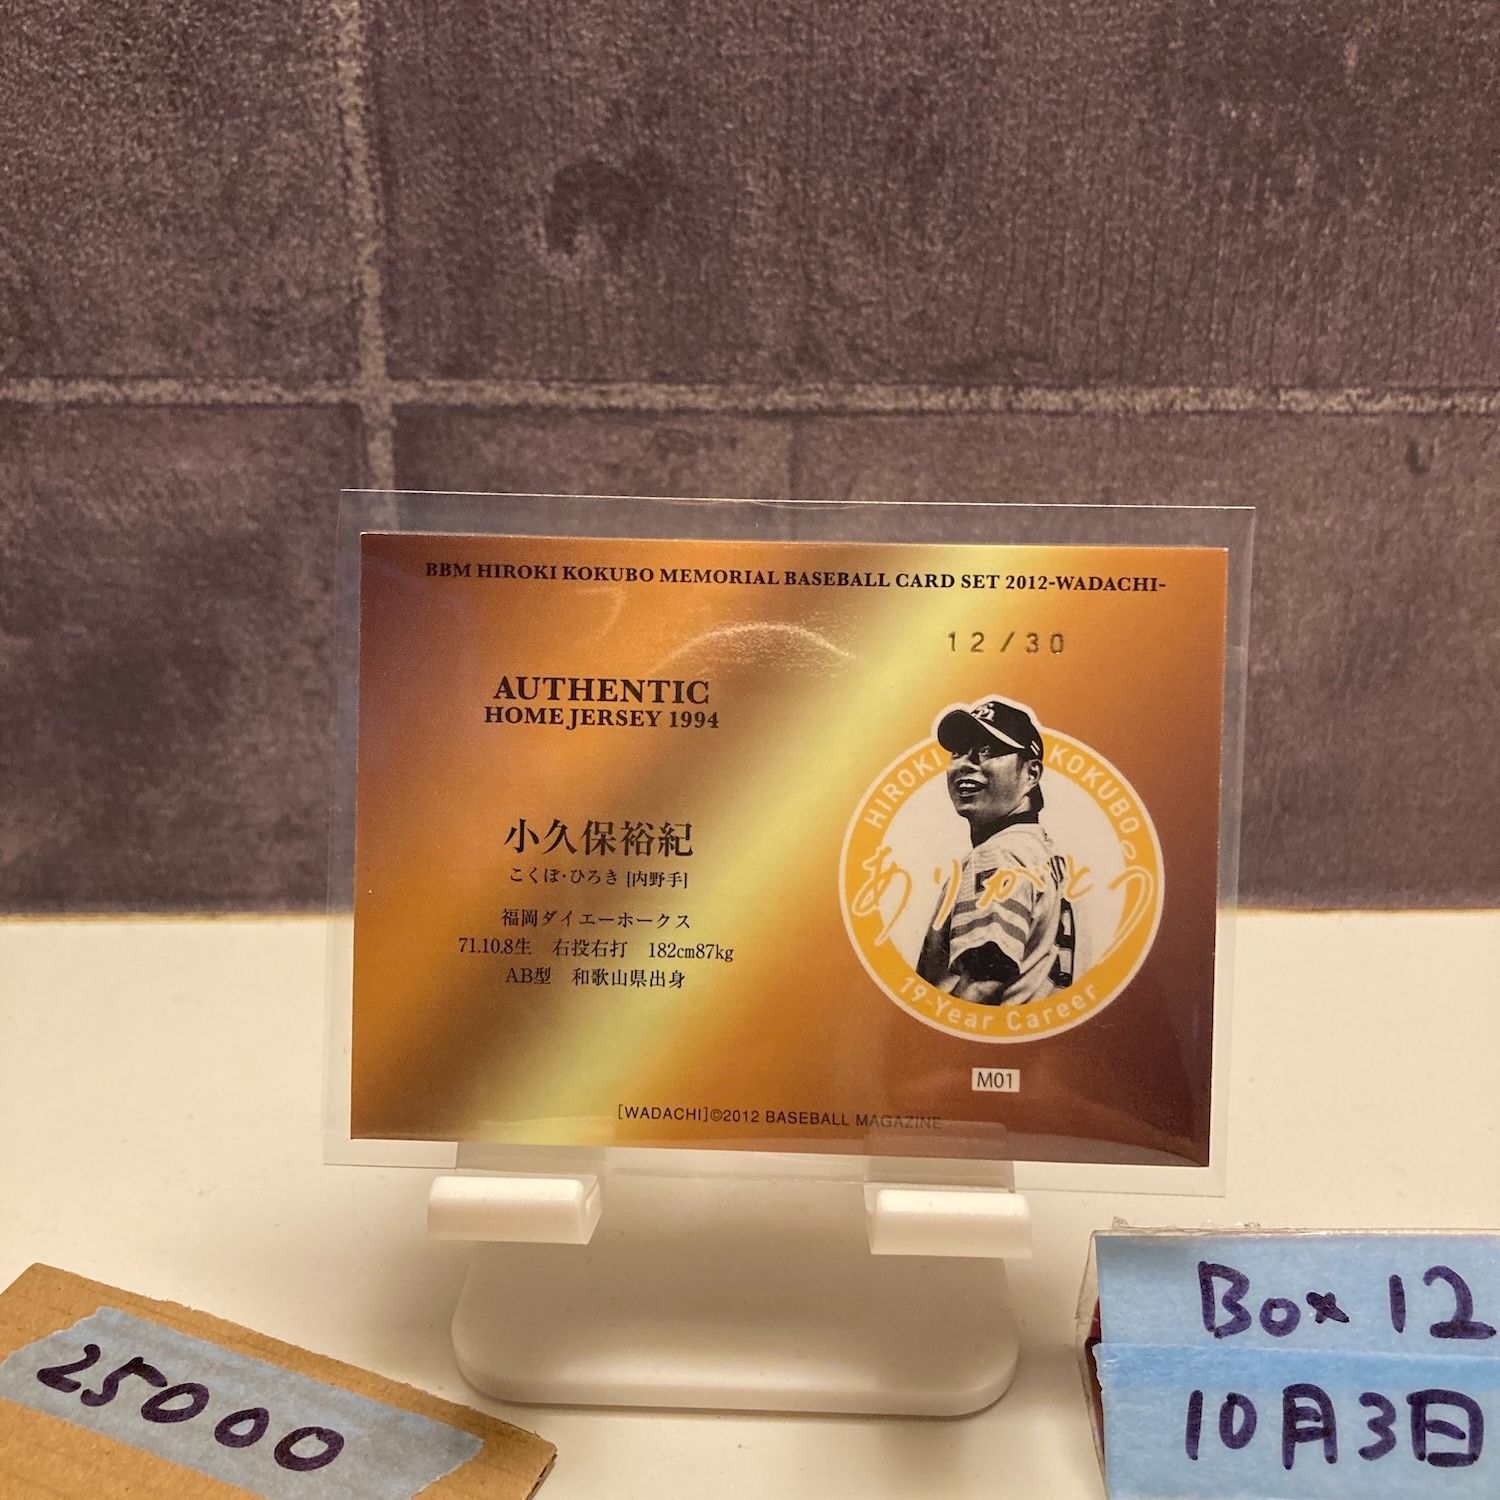 BBM HIROKI KOKUBO MEMORIAL BASEBALL CARD SET 2012-WADACHI-
12/30
AUTHENTIC
HOME JERSEY 1994
小久保裕紀
こくぼ・ひろき [内野手]
福岡ダイエーホークス
71.10.8生 右投右打 182cm87kg
AB型 和歌山県出身
HIROKI KOKUBO
ありがとう
19-Year Career
M01
[WADACHI]©2012 BASEBALL MAGAZINE
25000
Box 12
10月3日